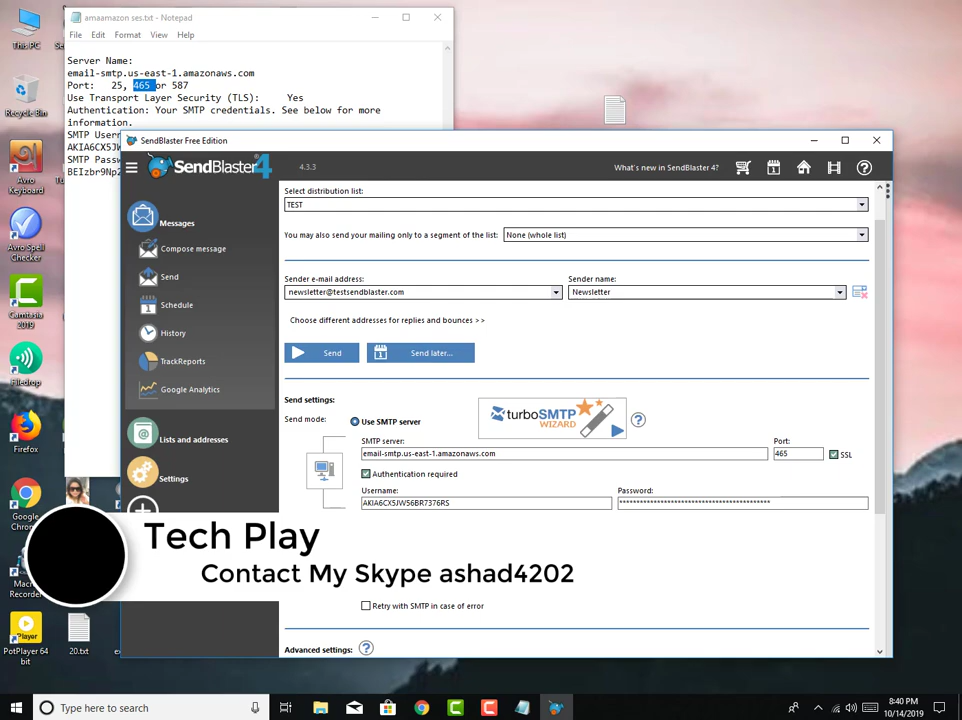 This PC
Recycle Bin
Avro Keyboard
Avro Spell Checker
Camtasia 2019
Filedrop
Firefox
Google
Recorder
PotPlayer 64 bit
20.txt
amaamazon ses.txt - Notepad
File Edit Format View Help
Server Name:
email-smtp.us-east-1.amazonaws.com
Port: 25, 465 or 587
Use Transport Layer Security (TLS): Yes
Authentication: Your SMTP credentials. See below for more
information.
SMTP
SMTP
SendBlaster Free Edition
SendBlaster 4
4.3.3
What's new in SendBlaster 4?
Messages
Compose message
Send
Schedule
History
TrackReports
Google Analytics
Lists and addresses
Settings
Select distribution list:
TEST
You may also send your mailing only to a segment of the list: None (whole list)
Sender e-mail address: Sender name:
newsletter@testsendblaster.com Newsletter
Choose different addresses for replies and bounces >>
Send Send later...
Send settings:
Send mode: Use SMTP server
turboSMTP
WIZARD
SMTP server: Port:
email-smtp.us-east-1.amazonaws.com 465 SSL
Authentication required
Username: Password:
AKIA6CX5JW56BR7376RS ********************************************
Tech Play
Contact My Skype ashad4202
Retry with SMTP in case of error
Advanced settings:
Type here to search
8:40 PM
10/14/2019